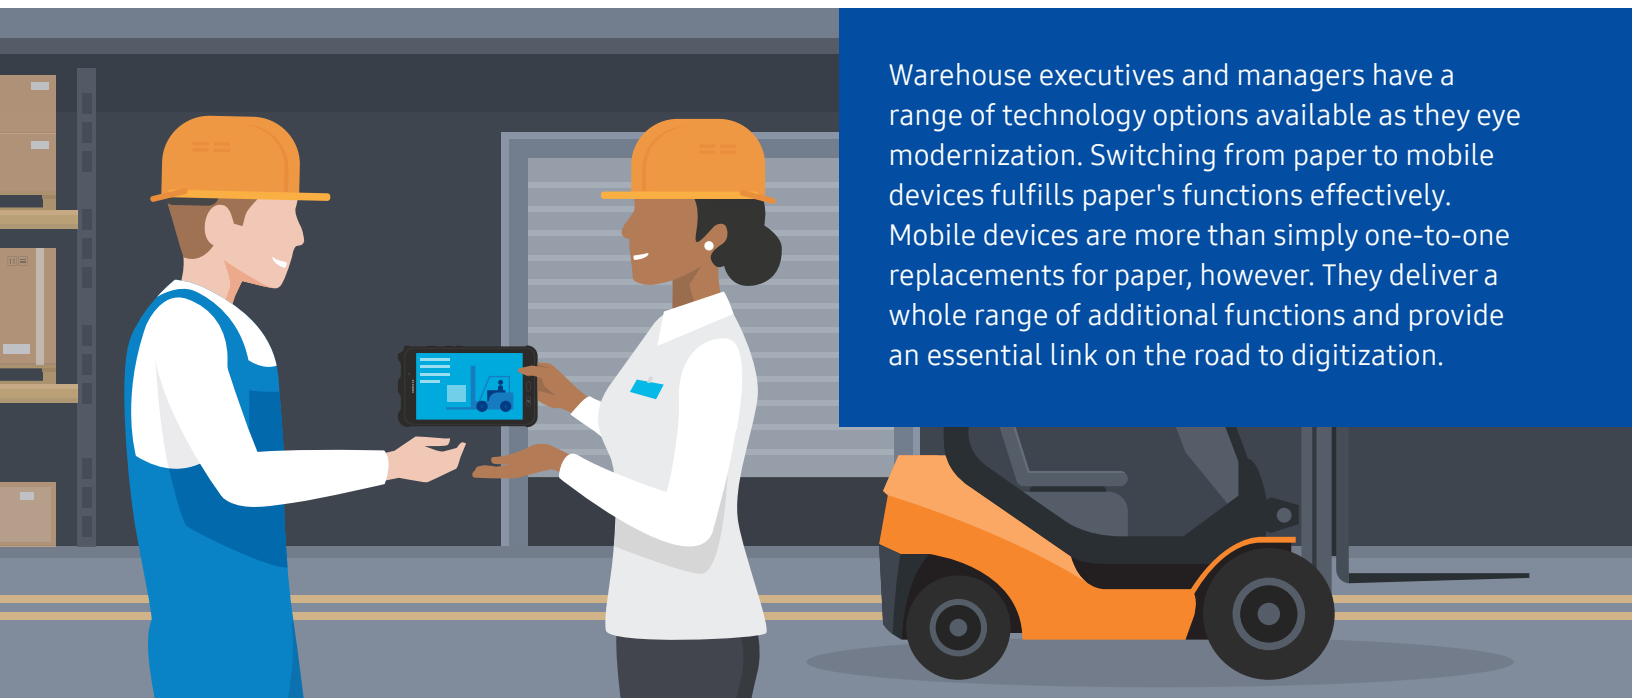 Warehouse executives and managers have a
range of technology options available as they eye
modernization. Switching from paper to mobile
devices fulfills paper's functions effectively.
Mobile devices are more than simply one-to-one
replacements for paper, however. They deliver a
whole range of additional functions and provide
an essential link on the road to digitization.